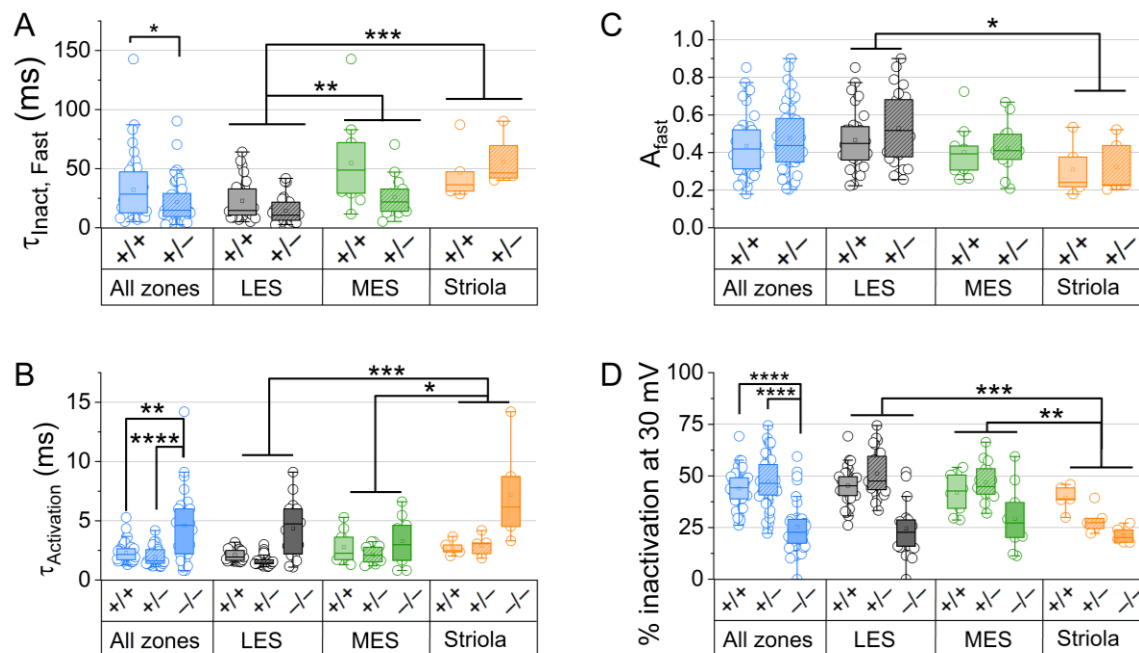 A
τInact, Fast (ms)
150
100
50
0
*
***
**
+/+ +/− +/+ +/− +/+ +/− +/+ +/−
All zones LES MES Striola
C
Afast
1.0
0.8
0.6
0.4
0.2
0.0
*
+/+ +/− +/+ +/− +/+ +/− +/+ +/−
All zones LES MES Striola
B
τActivation (ms)
15
10
5
0
**
****
***
*
+/+ +/− −/− +/+ +/− −/− +/+ +/− −/− +/+ +/− −/−
All zones LES MES Striola
D
% inactivation at 30 mV
100
75
50
25
0
****
****
***
**
+/+ +/− −/− +/+ +/− −/− +/+ +/− −/− +/+ +/− −/−
All zones LES MES Striola